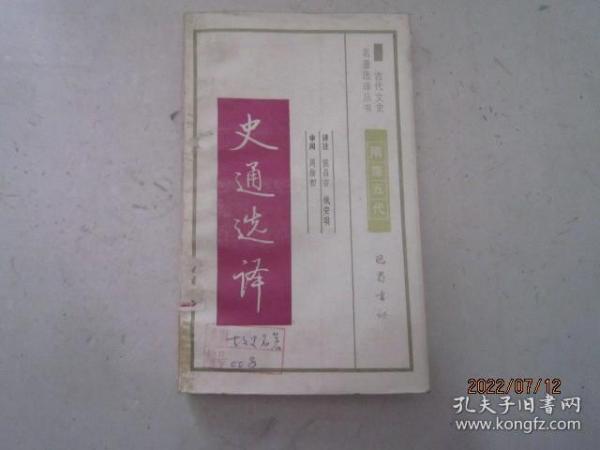 古代文史
名著选译丛书
隋唐五代
巴蜀书社
译注
审阅
史通选译
008
2022/07/12
孔夫子旧书网
www.kongfz.com